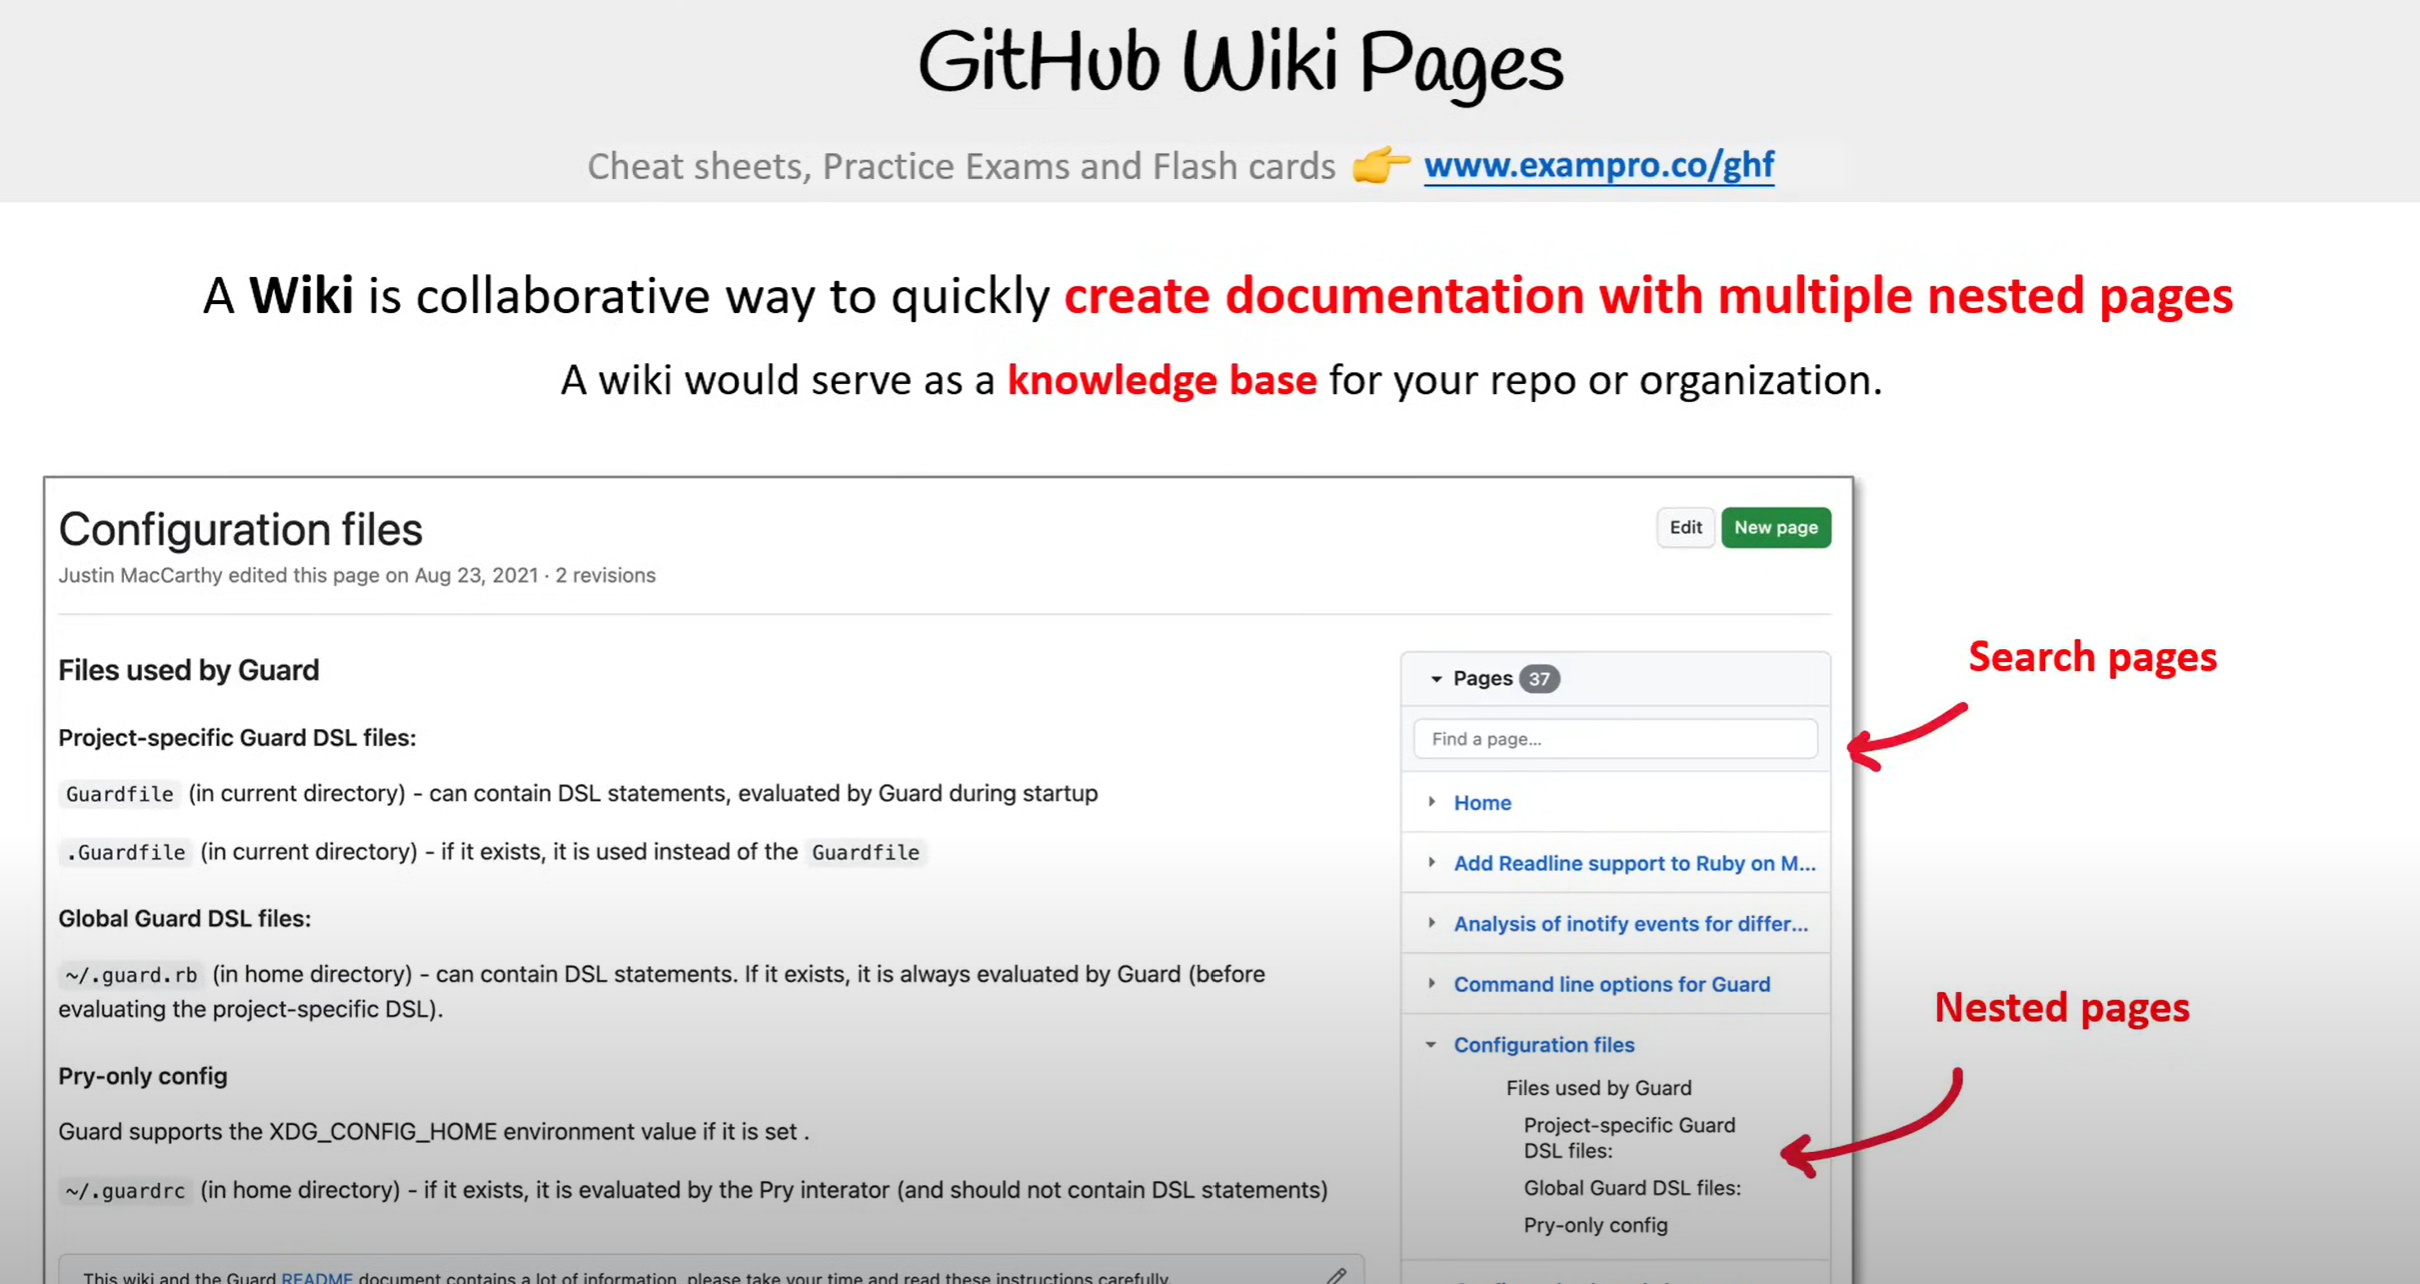 GitHub Wiki Pages
Cheat sheets, Practice Exams and Flash cards www.exampro.co/ghf
A Wiki is collaborative way to quickly create documentation with multiple nested pages
A wiki would serve as a knowledge base for your repo or organization.
Configuration files
Edit
New page
Justin MacCarthy edited this page on Aug 23, 2021 · 2 revisions
Files used by Guard
Project-specific Guard DSL files:
Guardfile (in current directory) - can contain DSL statements, evaluated by Guard during startup
.Guardfile (in current directory) - if it exists, it is used instead of the Guardfile
Global Guard DSL files:
~/.guard.rb (in home directory) - can contain DSL statements. If it exists, it is always evaluated by Guard (before
evaluating the project-specific DSL).
Pry-only config
Guard supports the XDG_CONFIG_HOME environment value if it is set .
~/.guardrc (in home directory) - if it exists, it is evaluated by the Pry interator (and should not contain DSL statements)
This wiki and the Guard README document contains a lot of information, please take your time and read these instructions carefully.
Pages 37
Find a page...
Home
Add Readline support to Ruby on M...
Analysis of inotify events for differ...
Command line options for Guard
Configuration files
Files used by Guard
Project-specific Guard
DSL files:
Global Guard DSL files:
Pry-only config
Search pages
Nested pages